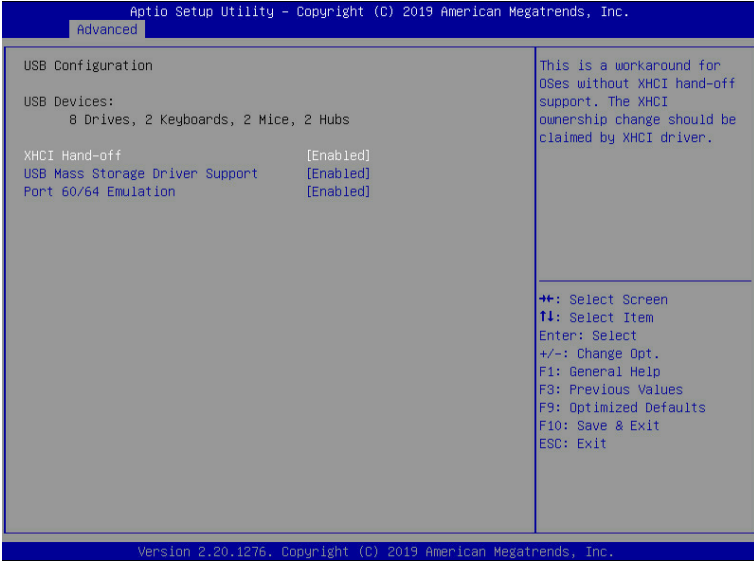 Aptio Setup Utility – Copyright (C) 2019 American Megatrends, Inc.
Advanced
USB Configuration
USB Devices:
8 Drives, 2 Keyboards, 2 Mice, 2 Hubs
XHCI Hand-off [Enabled]
USB Mass Storage Driver Support [Enabled]
Port 60/64 Emulation [Enabled]
This is a workaround for
OSes without XHCI hand-off
support. The XHCI
ownership change should be
claimed by XHCI driver.
→←: Select Screen
↑↓: Select Item
Enter: Select
+/-: Change Opt.
F1: General Help
F3: Previous Values
F9: Optimized Defaults
F10: Save & Exit
ESC: Exit
Version 2.20.1276. Copyright (C) 2019 American Megatrends, Inc.